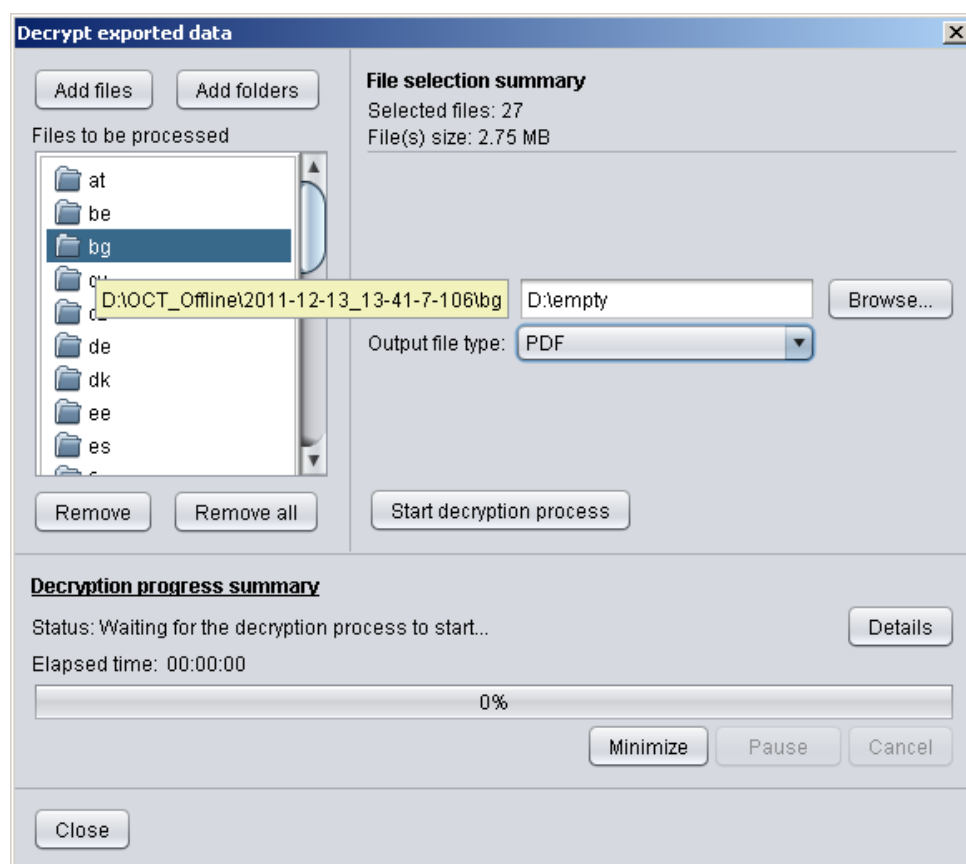 Decrypt exported data
Add files
Add folders
Files to be processed
at
be
bg
D:\OCT_Offline\2011-12-13_13-41-7-106\bg
de
dk
ee
es
Remove
Remove all
File selection summary
Selected files: 27
File(s) size: 2.75 MB
D:\empty
Browse...
Output file type:
PDF
Start decryption process
Decryption progress summary
Status: Waiting for the decryption process to start...
Details
Elapsed time: 00:00:00
0%
Minimize
Pause
Cancel
Close